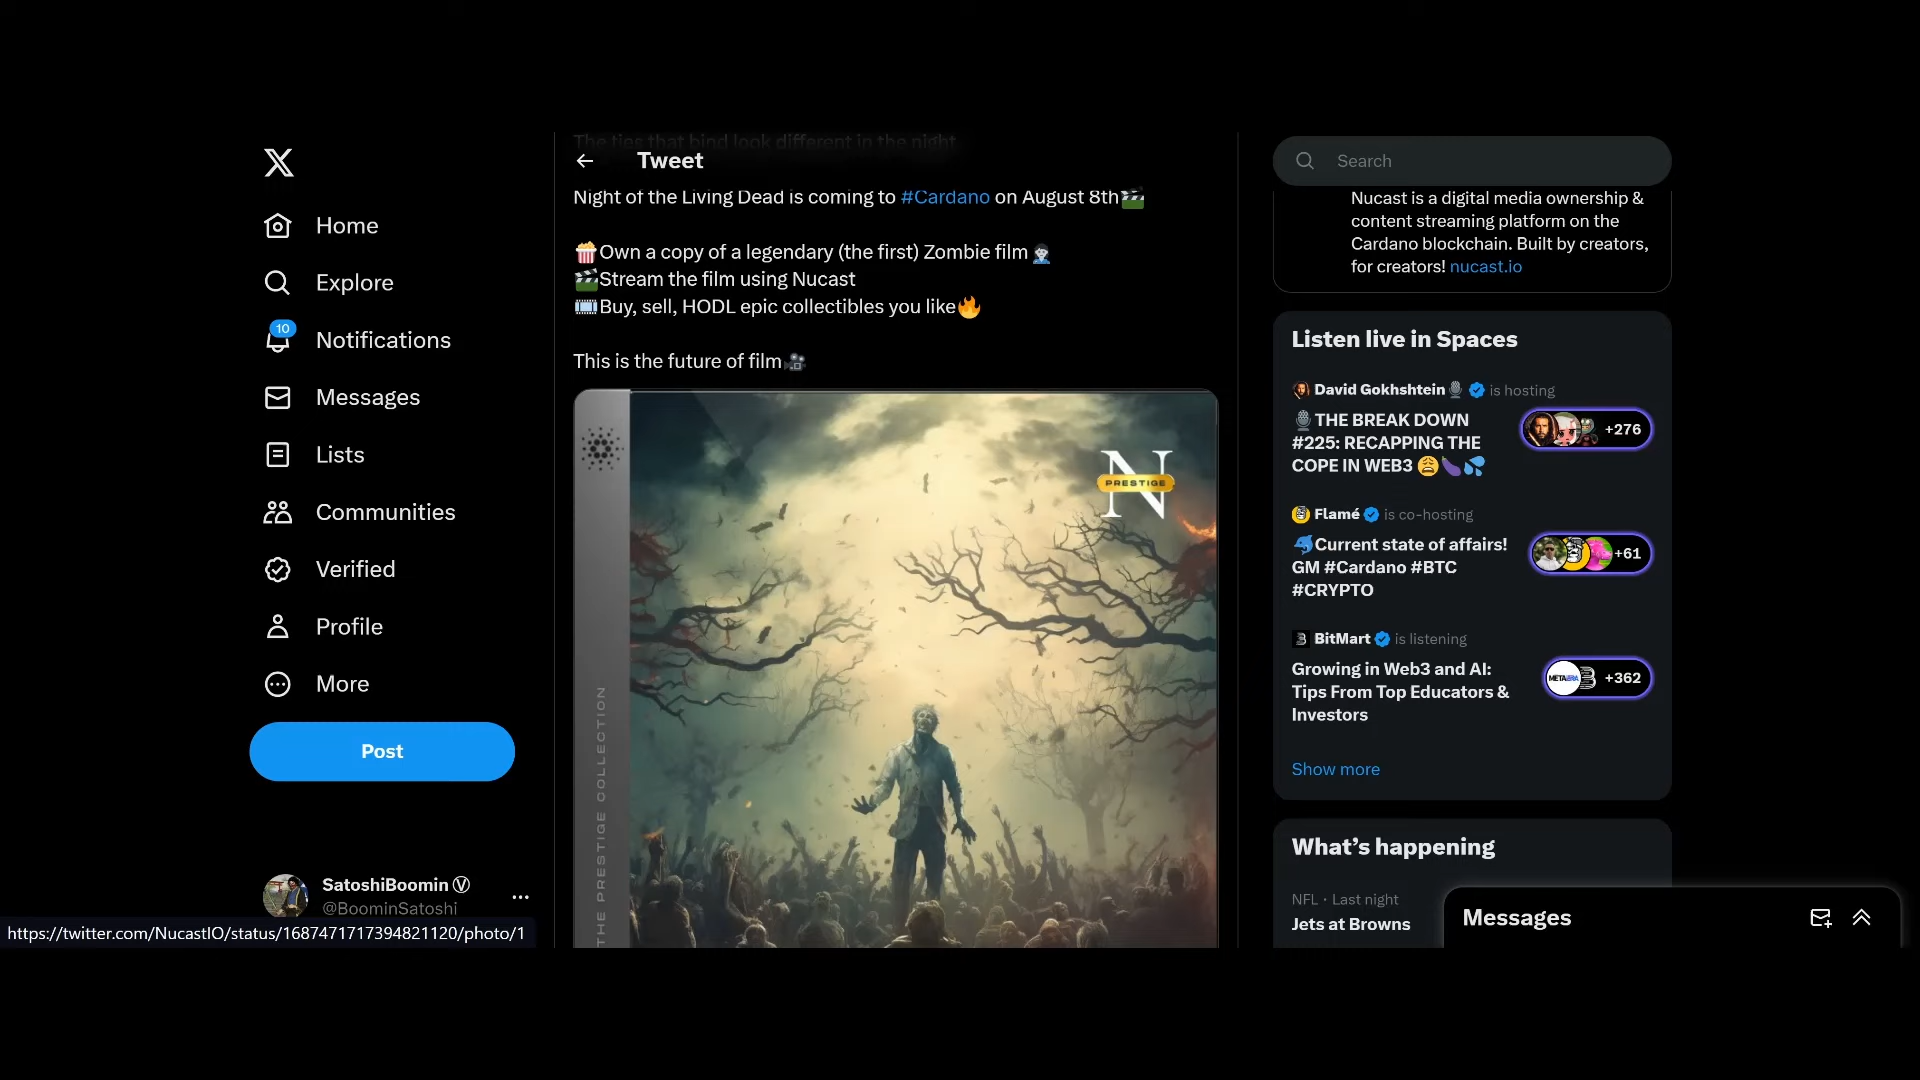 X
Home
Explore
10
Notifications
Messages
Lists
Communities
Verified
Profile
More
Post
SatoshiBoomin Ⓥ
@BoominSatoshi
https://twitter.com/NucastIO/status/1687471717394821120/photo/1
The ties that bind look different in the night
Tweet
Night of the Living Dead is coming to #Cardano on August 8th🎬
🍿Own a copy of a legendary (the first) Zombie film🧟‍♂️
🎬Stream the film using Nucast
🎞️Buy, sell, HODL epic collectibles you like🔥
This is the future of film🎥
N
PRESTIGE
THE PRESTIGE COLLECTION
Search
Nucast is a digital media ownership &
content streaming platform on the
Cardano blockchain. Built by creators,
for creators! nucast.io
Listen live in Spaces
David Gokhshtein🎙️ is hosting
🎙️THE BREAK DOWN
#225: RECAPPING THE
COPE IN WEB3 😩🍆💦
+276
Flamé is co-hosting
🐬Current state of affairs!
GM #Cardano #BTC
#CRYPTO
+61
BitMart is listening
Growing in Web3 and AI:
Tips From Top Educators &
Investors
METAERA
+362
Show more
What’s happening
NFL · Last night
Jets at Browns
Messages